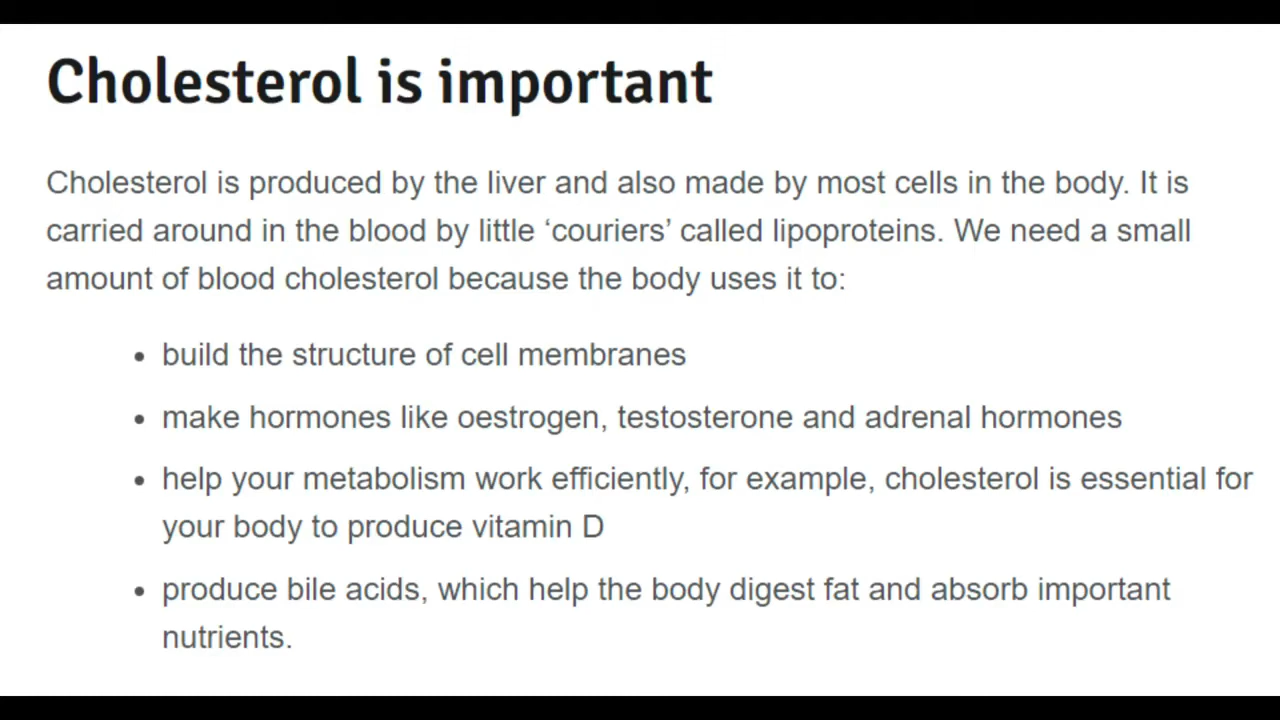 Cholesterol is important
Cholesterol is produced by the liver and also made by most cells in the body. It is
carried around in the blood by little ‘couriers’ called lipoproteins. We need a small
amount of blood cholesterol because the body uses it to:
• build the structure of cell membranes
• make hormones like oestrogen, testosterone and adrenal hormones
• help your metabolism work efficiently, for example, cholesterol is essential for
your body to produce vitamin D
• produce bile acids, which help the body digest fat and absorb important
nutrients.